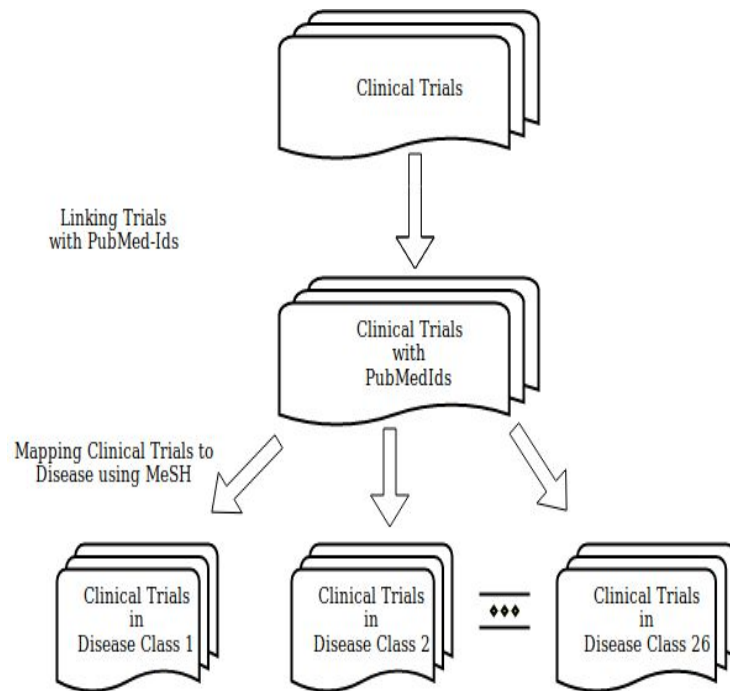 Clinical Trials
Linking Trials
with PubMed-Ids
Clinical Trials
with
PubMedIds
Mapping Clinical Trials to
Disease using MeSH
Clinical Trials
in
Disease Class 1
Clinical Trials
in
Disease Class 2
Clinical Trials
in
Disease Class 26